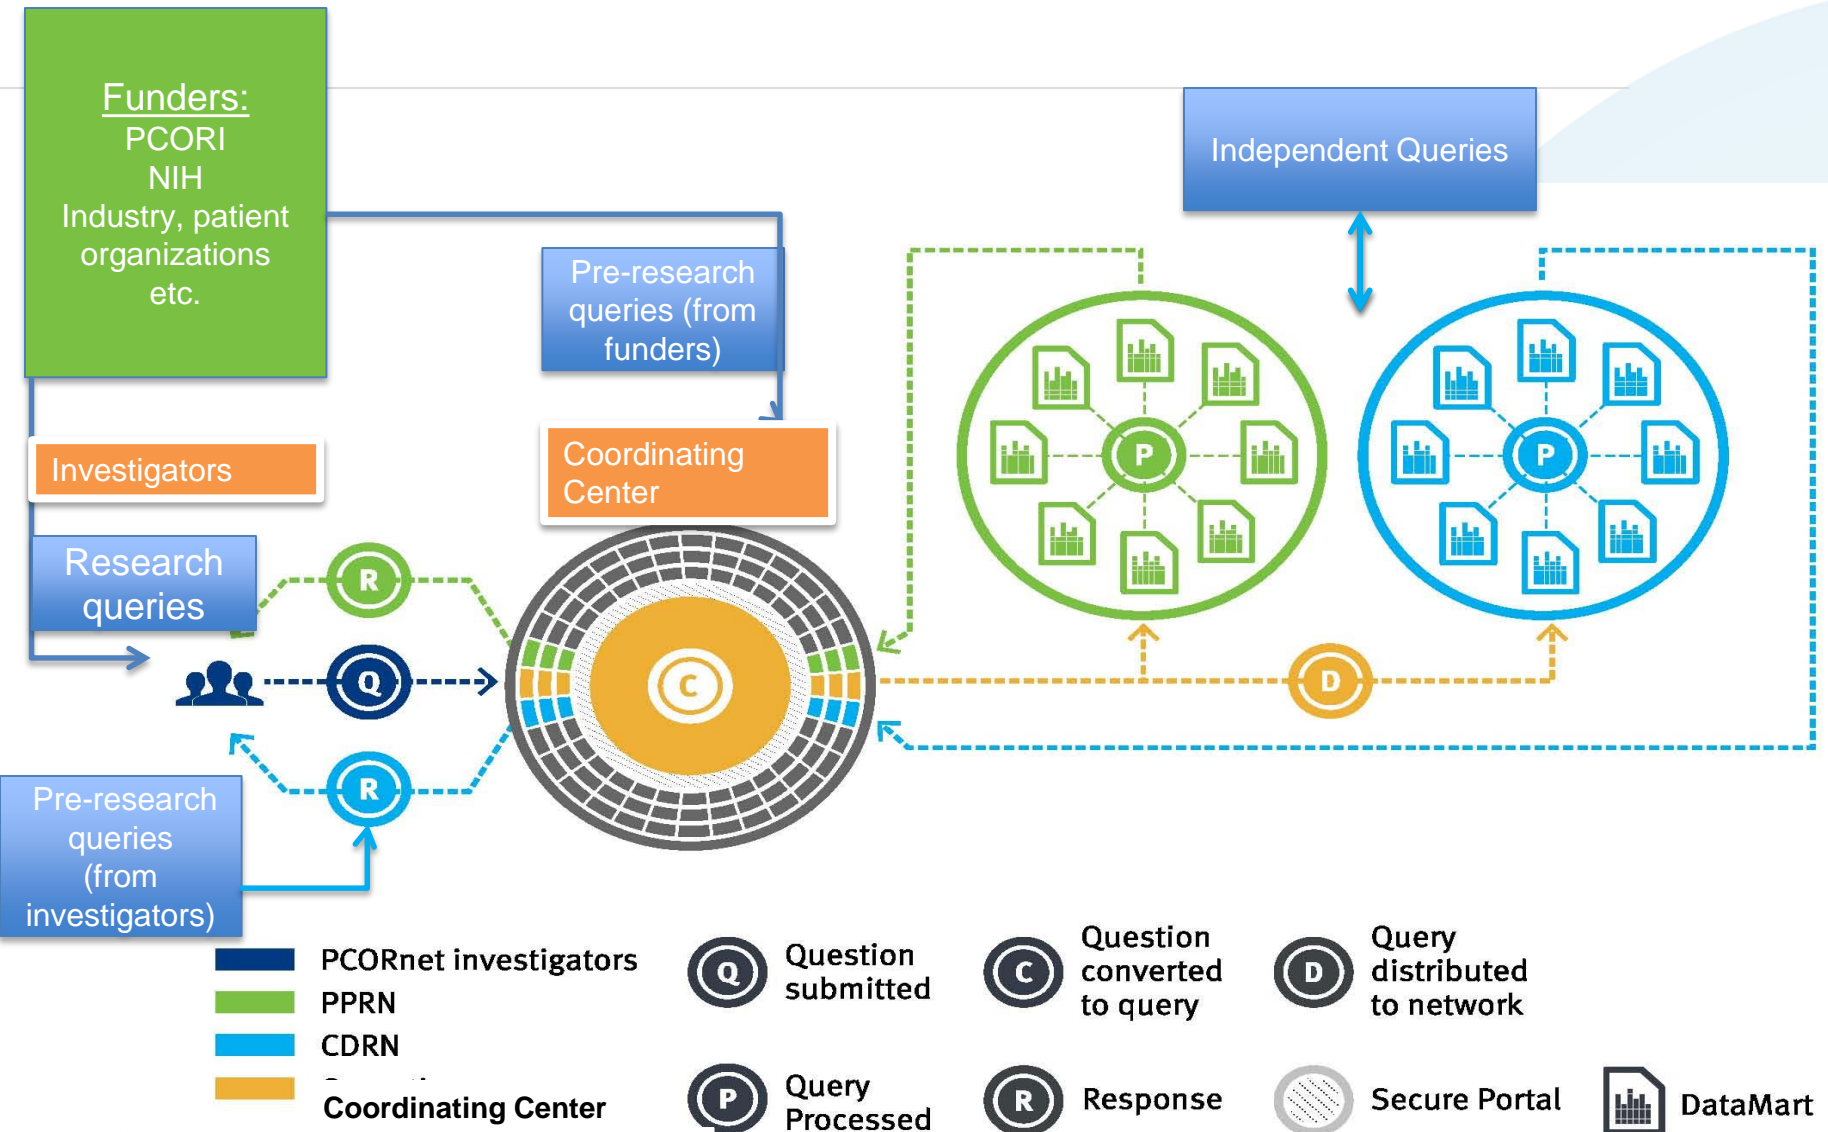 Funders:
PCORI
NIH
Industry, patient
organizations
etc.
Independent Queries
Pre-research
queries (from
funders)
Investigators
Coordinating
Center
Research
queries
R
Q
R
C
P
P
D
Pre-research
queries
(from
investigators)
PCORnet investigators
PPRN
CDRN
Coordinating Center
Q
Question
submitted
C
Question
converted
to query
D
Query
distributed
to network
P
Query
Processed
R
Response
Secure Portal
DataMart